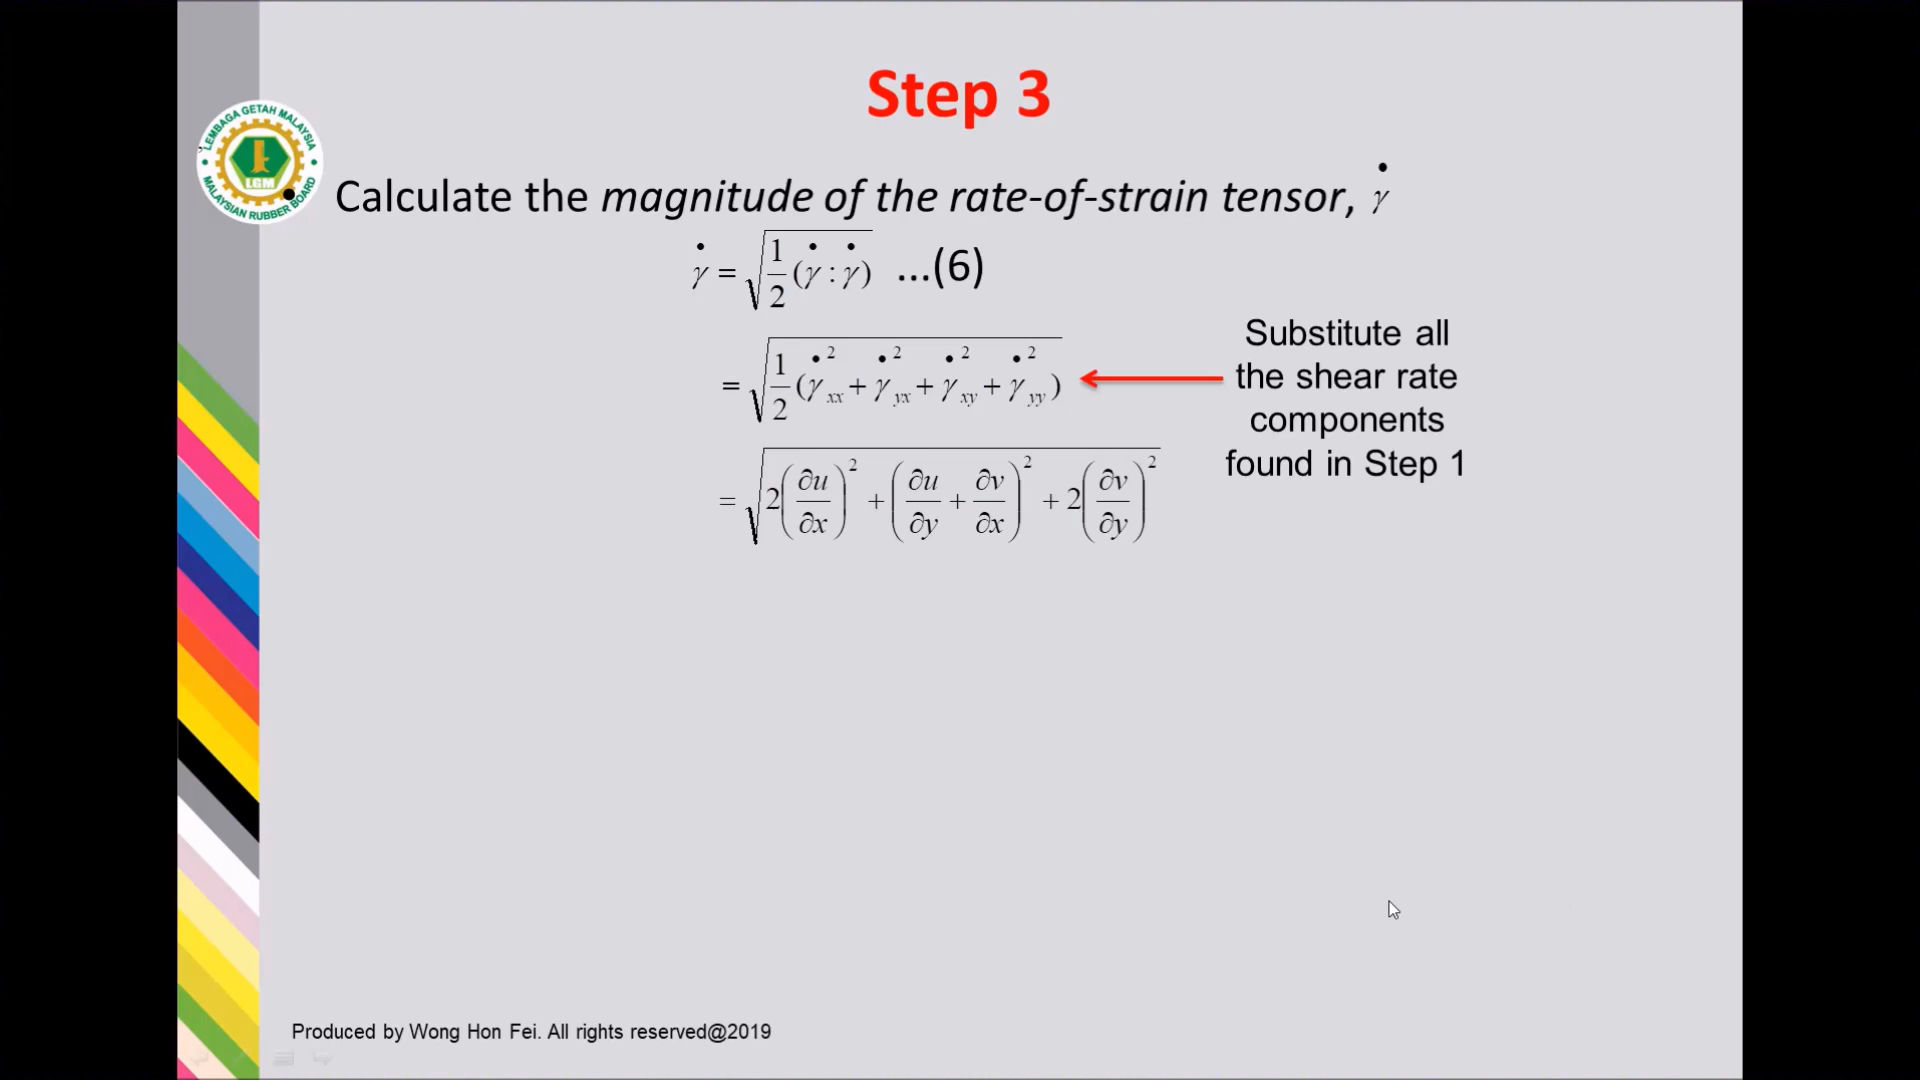 Step 3
LEMBAGA GETAH MALAYSIA
LGM
MALAYSIAN RUBBER BOARD
• Calculate the magnitude of the rate-of-strain tensor, γ̇
γ̇ = √(1/2 (γ̇ : γ̇)) ...(6)
= √(1/2 (γ̇²xx + γ̇²yx + γ̇²xy + γ̇²yy))
Substitute all
the shear rate
components
found in Step 1
= √(2(∂u/∂x)² + (∂u/∂y + ∂v/∂x)² + 2(∂v/∂y)²)
Produced by Wong Hon Fei. All rights reserved@2019